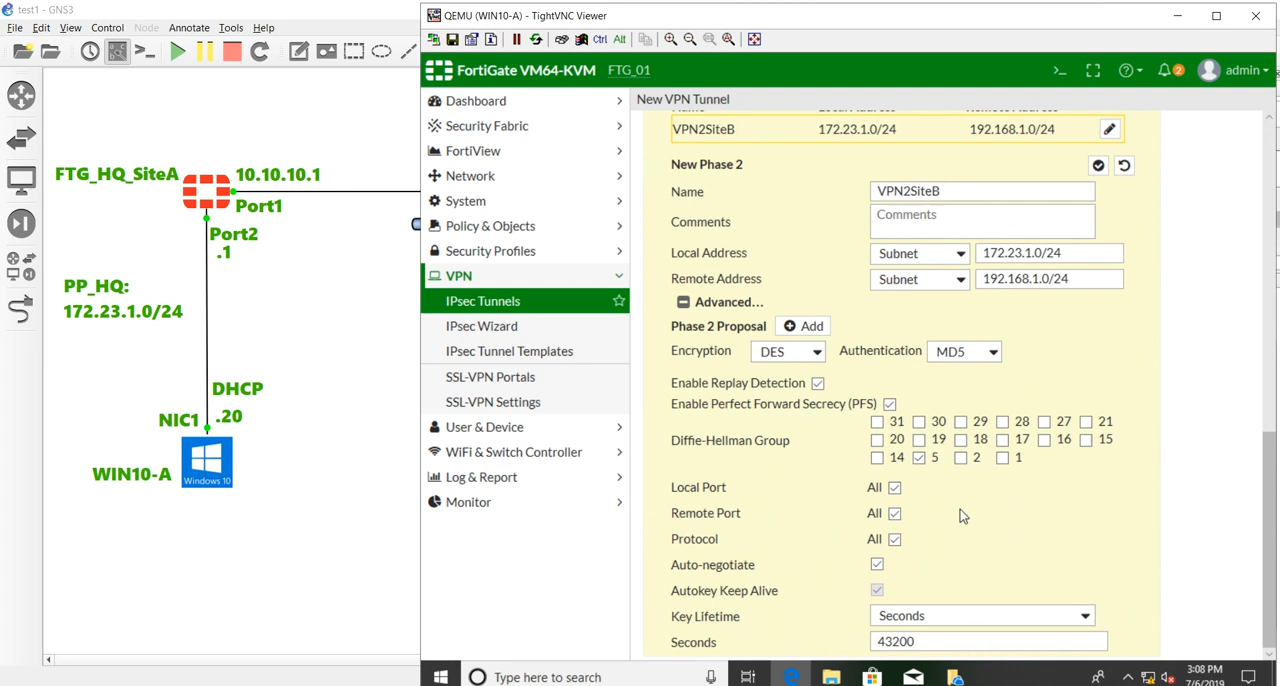 test1 - GNS3
File Edit View Control Node Annotate Tools Help
FTG_HQ_SiteA
10.10.10.1
Port1
Port2
.1
PP_HQ:
172.23.1.0/24
DHCP
.20
NIC1
Windows 10
WIN10-A
QEMU (WIN10-A) - TightVNC Viewer
Ctrl Alt
FortiGate VM64-KVM FTG_01
>_ 2 admin
Dashboard
Security Fabric
FortiView
Network
System
Policy & Objects
Security Profiles
VPN
IPsec Tunnels
IPsec Wizard
IPsec Tunnel Templates
SSL-VPN Portals
SSL-VPN Settings
User & Device
WiFi & Switch Controller
Log & Report
Monitor
New VPN Tunnel
Name Local Address Remote Address
VPN2SiteB 172.23.1.0/24 192.168.1.0/24
New Phase 2
Name VPN2SiteB
Comments Comments
Local Address Subnet 172.23.1.0/24
Remote Address Subnet 192.168.1.0/24
Advanced...
Phase 2 Proposal Add
Encryption DES Authentication MD5
Enable Replay Detection
Enable Perfect Forward Secrecy (PFS)
31 30 29 28 27 21
Diffie-Hellman Group 20 19 18 17 16 15
14 5 2 1
Local Port All
Remote Port All
Protocol All
Auto-negotiate
Autokey Keep Alive
Key Lifetime Seconds
Seconds 43200
Type here to search
3:08 PM
7/6/2019